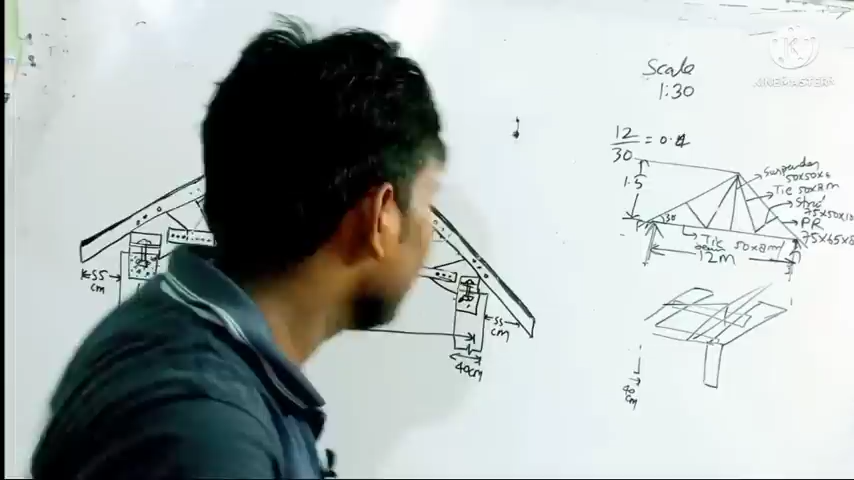 KINEMASTER
Scale
1:30
12
30
= 0.4
1.5
Suspender
50x50x6
Tie 50x8m
Strut
75x50x10
PR
75x65x8
30
Tie 50x8m
12m
←55
cm
←55
cm
40cm
40
cm